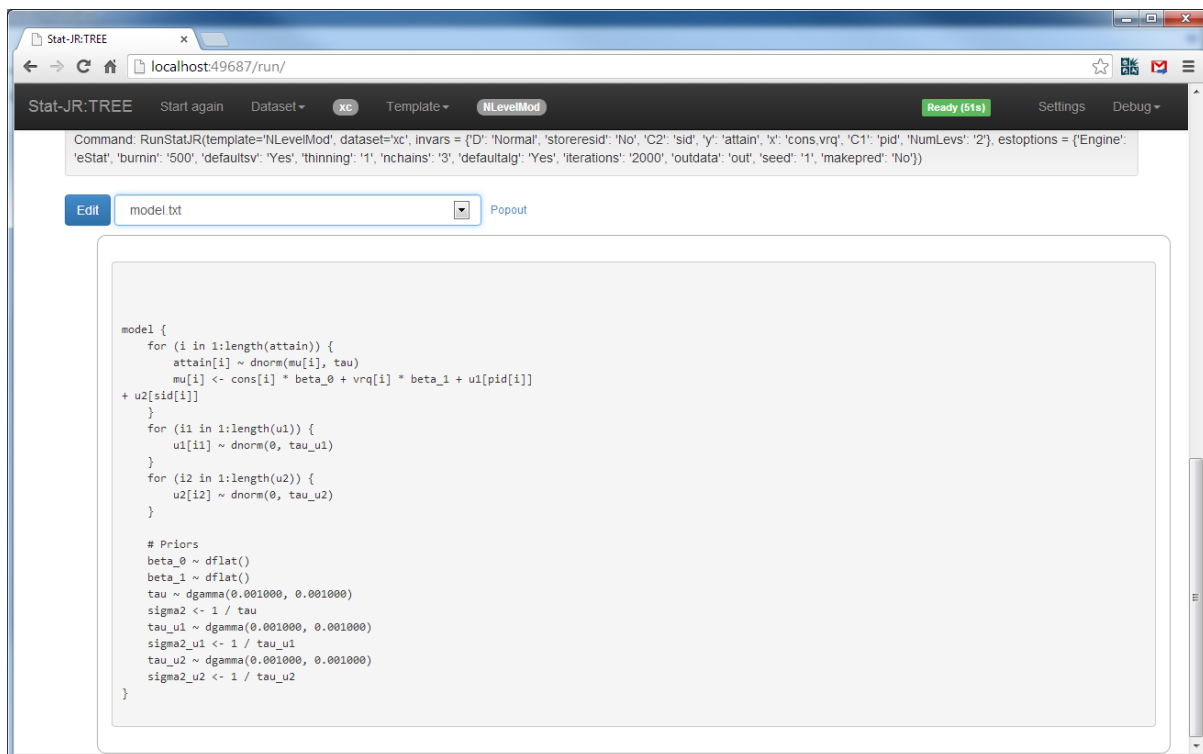 Stat-JR:TREE
localhost:49687/run/
Stat-JR:TREE Start again Dataset xc Template NLevelMod Ready (51s) Settings Debug
Command: RunStatJR(template='NLevelMod', dataset='xc', invars = {'D': 'Normal', 'storeresid': 'No', 'C2': 'sid', 'y': 'attain', 'x': 'cons,vrq', 'C1': 'pid', 'NumLevs': '2'}, estoptions = {'Engine':
'eStat', 'burnin': '500', 'defaultsv': 'Yes', 'thinning': '1', 'nchains': '3', 'defaultalg': 'Yes', 'iterations': '2000', 'outdata': 'out', 'seed': '1', 'makepred': 'No'})
Edit model.txt Popout
model {
for (i in 1:length(attain)) {
attain[i] ~ dnorm(mu[i], tau)
mu[i] <- cons[i] * beta_0 + vrq[i] * beta_1 + u1[pid[i]]
+ u2[sid[i]]
}
for (i1 in 1:length(u1)) {
u1[i1] ~ dnorm(0, tau_u1)
}
for (i2 in 1:length(u2)) {
u2[i2] ~ dnorm(0, tau_u2)
}
# Priors
beta_0 ~ dflat()
beta_1 ~ dflat()
tau ~ dgamma(0.001000, 0.001000)
sigma2 <- 1 / tau
tau_u1 ~ dgamma(0.001000, 0.001000)
sigma2_u1 <- 1 / tau_u1
tau_u2 ~ dgamma(0.001000, 0.001000)
sigma2_u2 <- 1 / tau_u2
}